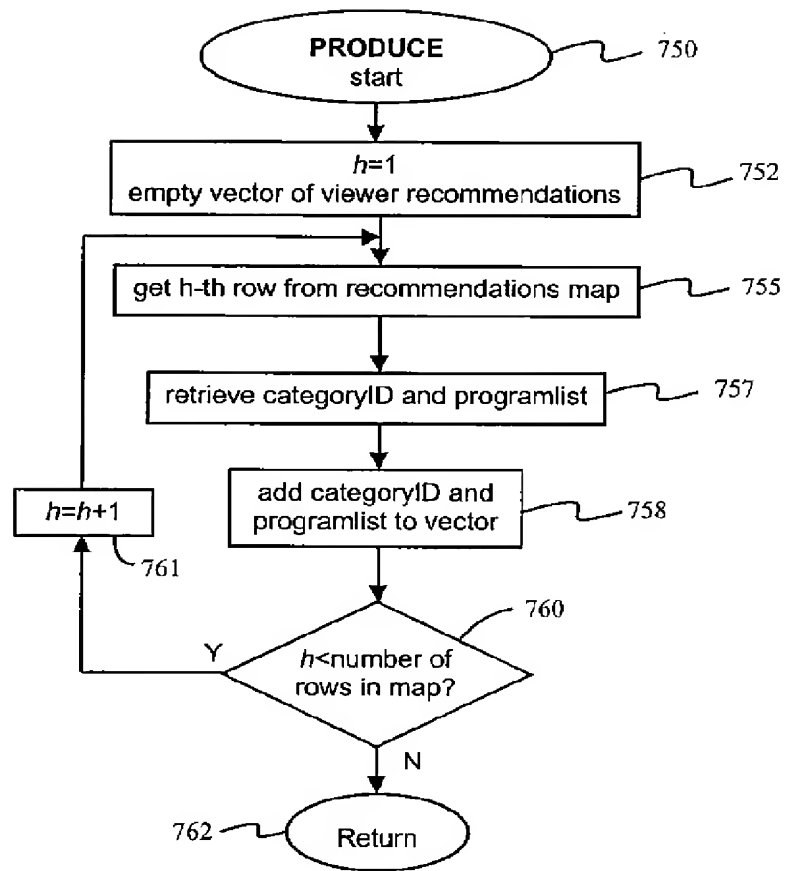 PRODUCE
start
750
h=1
empty vector of viewer recommendations
752
get h-th row from recommendations map
755
retrieve categoryID and programlist
757
add categoryID and
programlist to vector
758
h=h+1
761
760
Y
h<number of
rows in map?
N
762
Return